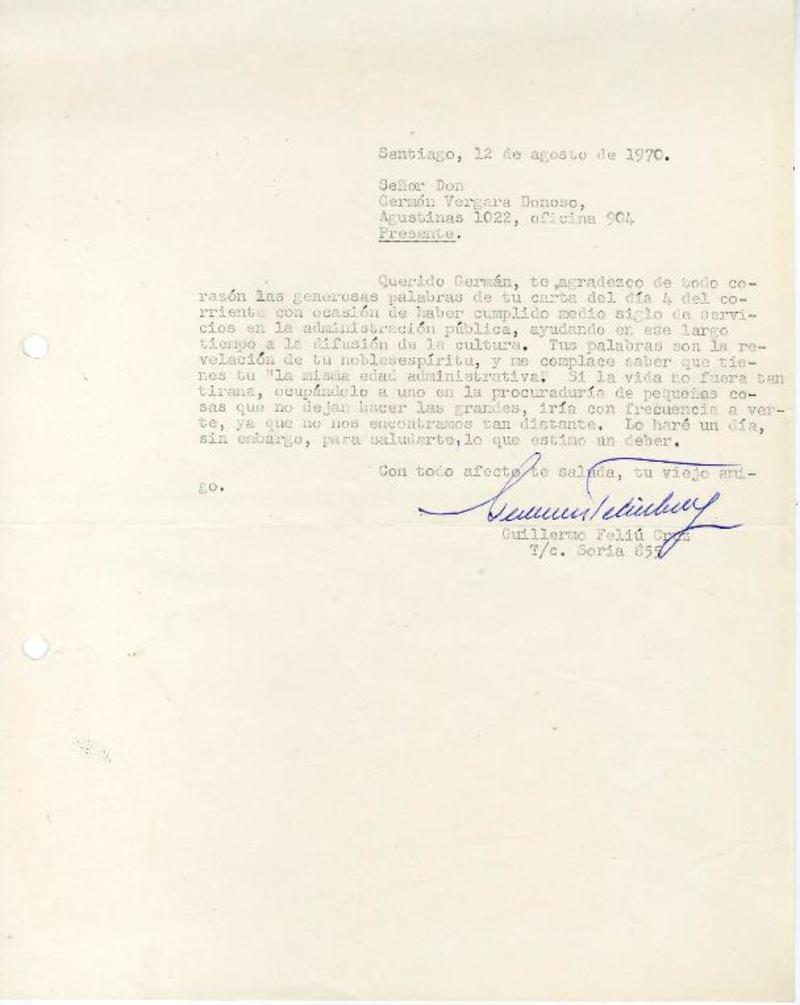 Santiago, 12 de agosto de 1970.
Señor Don
Germán Vergara Donoso,
Agustinas 1022, oficina 904
Presente.
Querido Germán, te agradezco de todo co-
razón las generosas palabras de tu carta del día 4 del co-
rriente con ocasión de haber cumplido medio siglo de servi-
cios en la administración pública, ayudando en ese largo
tiempo a la difusión de la cultura. Tus palabras son la re-
velación de tu noblesespíritu, y me complace saber que tie-
nes tu "la misma edad administrativa" Si la vida no fuera tan
tirana, ocupándolo a uno en la procuraduría de pequeñas co-
sas que no dejan hacer las grandes, iría con frecuencia a ver-
te, ya que no nos encontramos tan distante. Lo haré un día,
sin embargo, para saludarte, lo que estimo un deber.
Con todo afecto te saluda, tu viejo ami-
go.
Guillermo Feliú Cruz
T/c. Soria 855